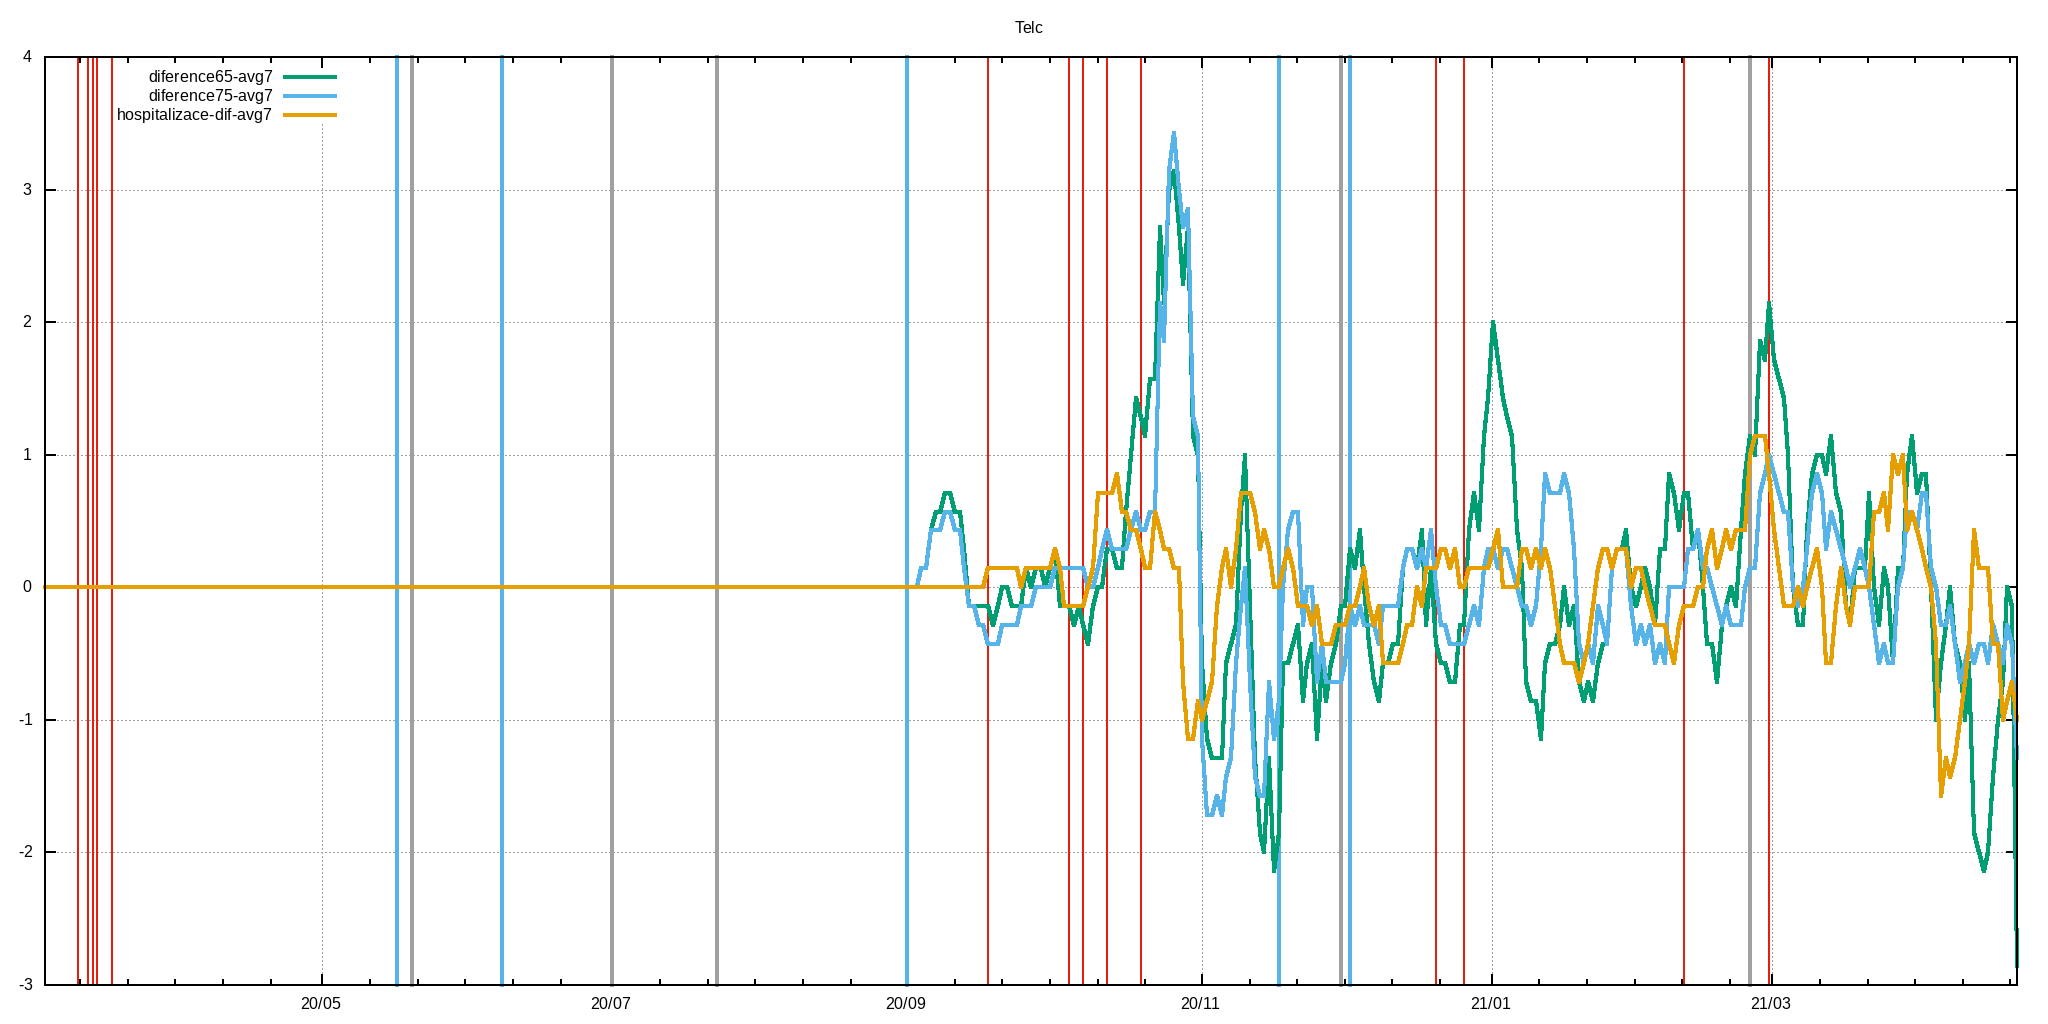 Telc
diference65-avg7
diference75-avg7
hospitalizace-dif-avg7
4
3
2
1
0
-1
-2
-3
20/05 20/07 20/09 20/11 21/01 21/03